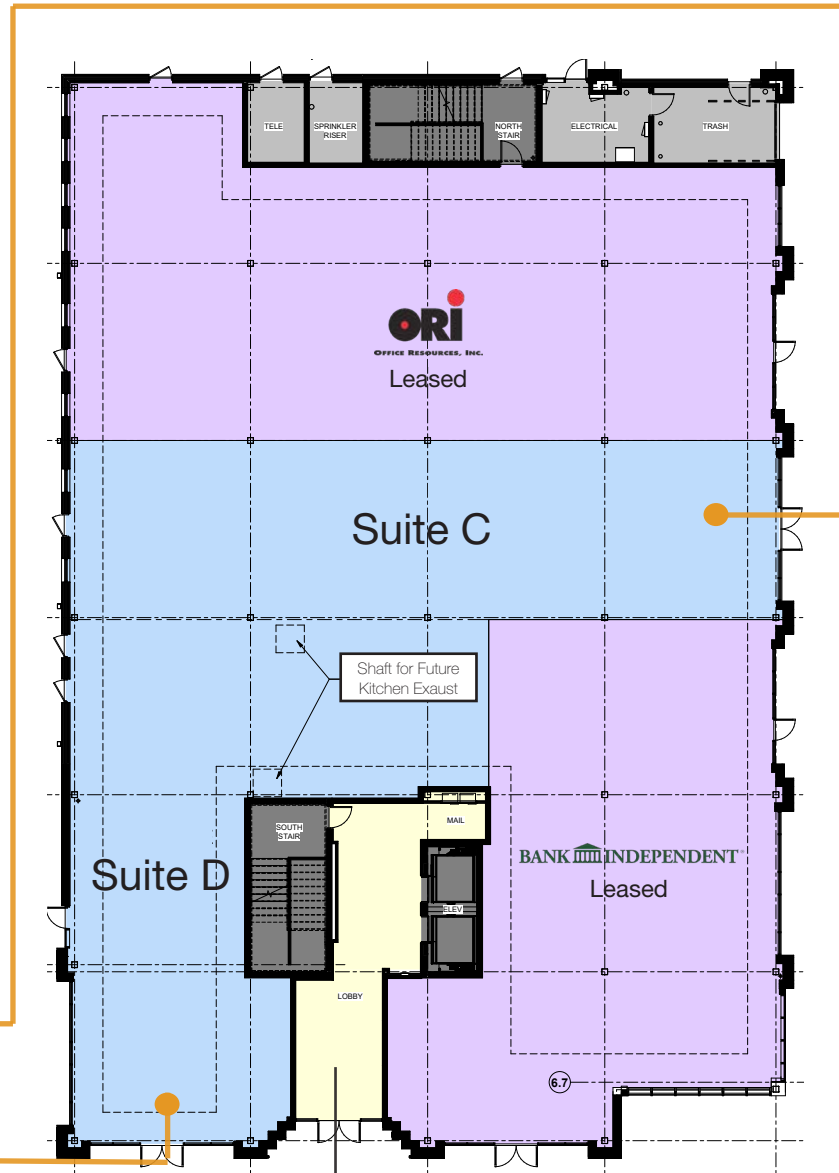 TELE
SPRINKLER
RISER
NORTH
STAIR
ELECTRICAL
TRASH
ORI
OFFICE RESOURCES, INC.
Leased
Suite C
Shaft for Future
Kitchen Exaust
SOUTH
STAIR
MAIL
BANK INDEPENDENT
Suite D
Leased
ELEV
LOBBY
6.7